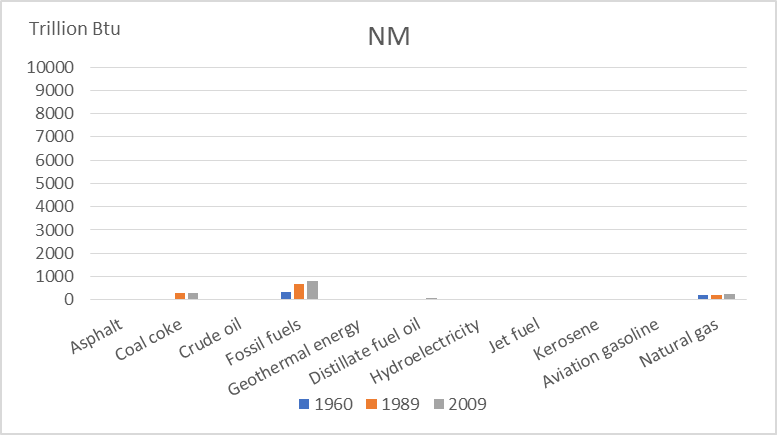 Trillion Btu
NM
10000
9000
8000
7000
6000
5000
4000
3000
2000
1000
0
Asphalt
Coal coke
Crude oil
Fossil fuels
Geothermal energy
Distillate fuel oil
Hydroelectricity
Jet fuel
Kerosene
Aviation gasoline
Natural gas
1960 1989 2009